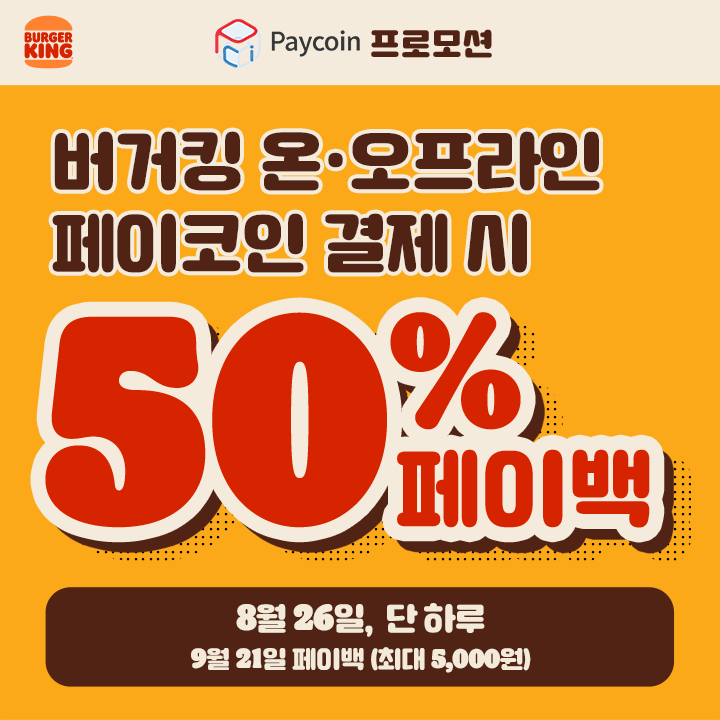 BURGER
KING
Paycoin 프로모션
버거킹 온·오프라인
페이코인 결제 시
50%
페이백
8월 26일, 단 하루
9월 21일 페이백 (최대 5,000원)